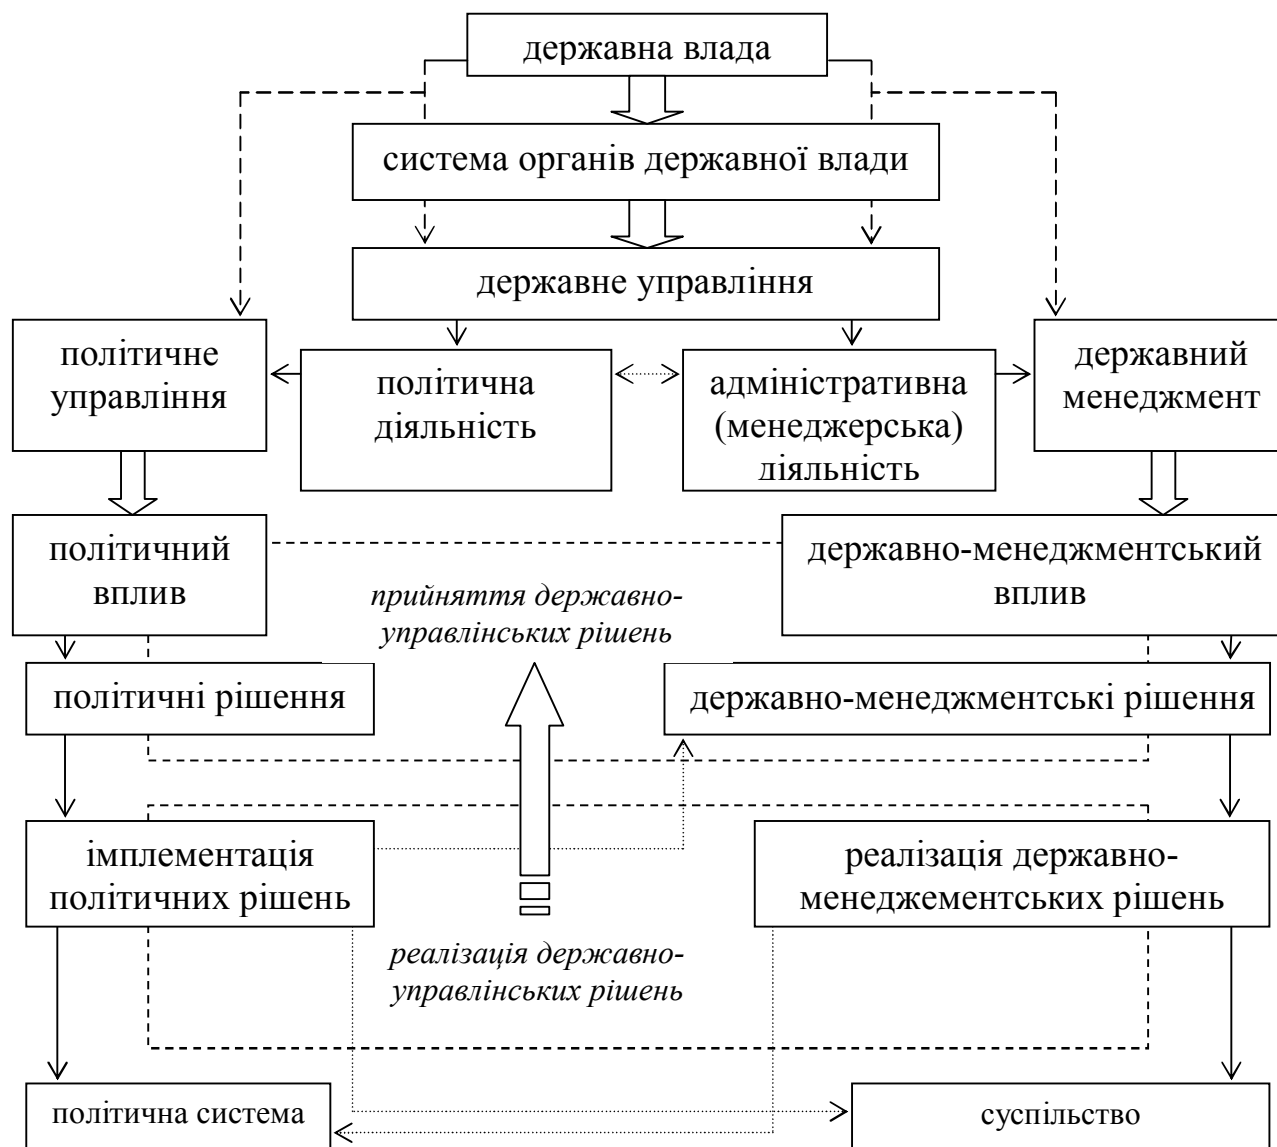 державна влада
система органів державної влади
державне управління
політичне
управління
політична
діяльність
адміністративна
(менеджерська)
діяльність
державний
менеджмент
політичний
вплив
державно-менеджментський
вплив
прийняття державно-
управлінських рішень
політичні рішення
державно-менеджментські рішення
імплементація
політичних рішень
реалізація державно-
менеджементських рішень
реалізація державно-
управлінських рішень
політична система
суспільство